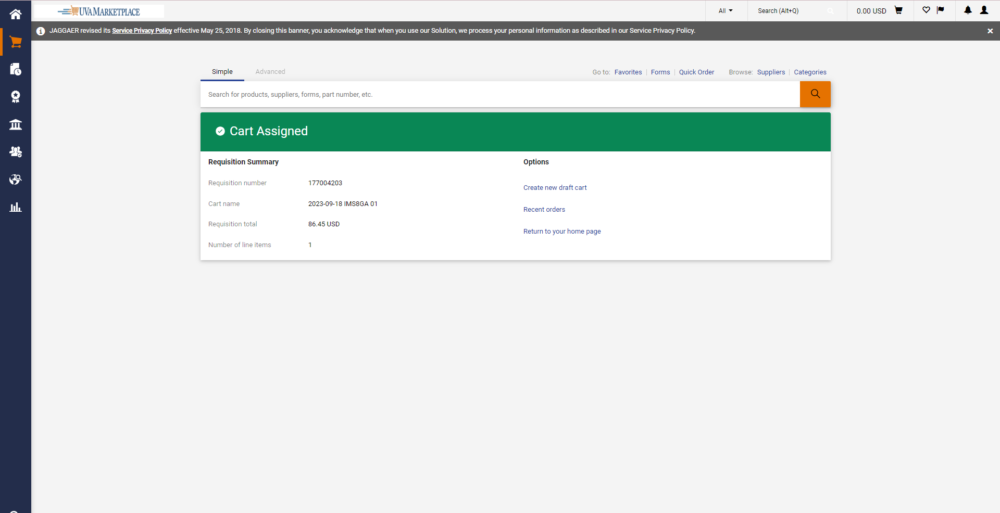 UVAMARKETPLACE
All
Search (Alt+Q)
0.00 USD
JAGGAER revised its Service Privacy Policy effective May 25, 2018. By closing this banner, you acknowledge that when you use our Solution, we process your personal information as described in our Service Privacy Policy.
Simple Advanced
Go to: Favorites | Forms | Quick Order Browse: Suppliers | Categories
Search for products, suppliers, forms, part number, etc.
Cart Assigned
Requisition Summary
Requisition number 177004203
Cart name 2023-09-18 IMS8GA 01
Requisition total 86.45 USD
Number of line items 1
Options
Create new draft cart
Recent orders
Return to your home page